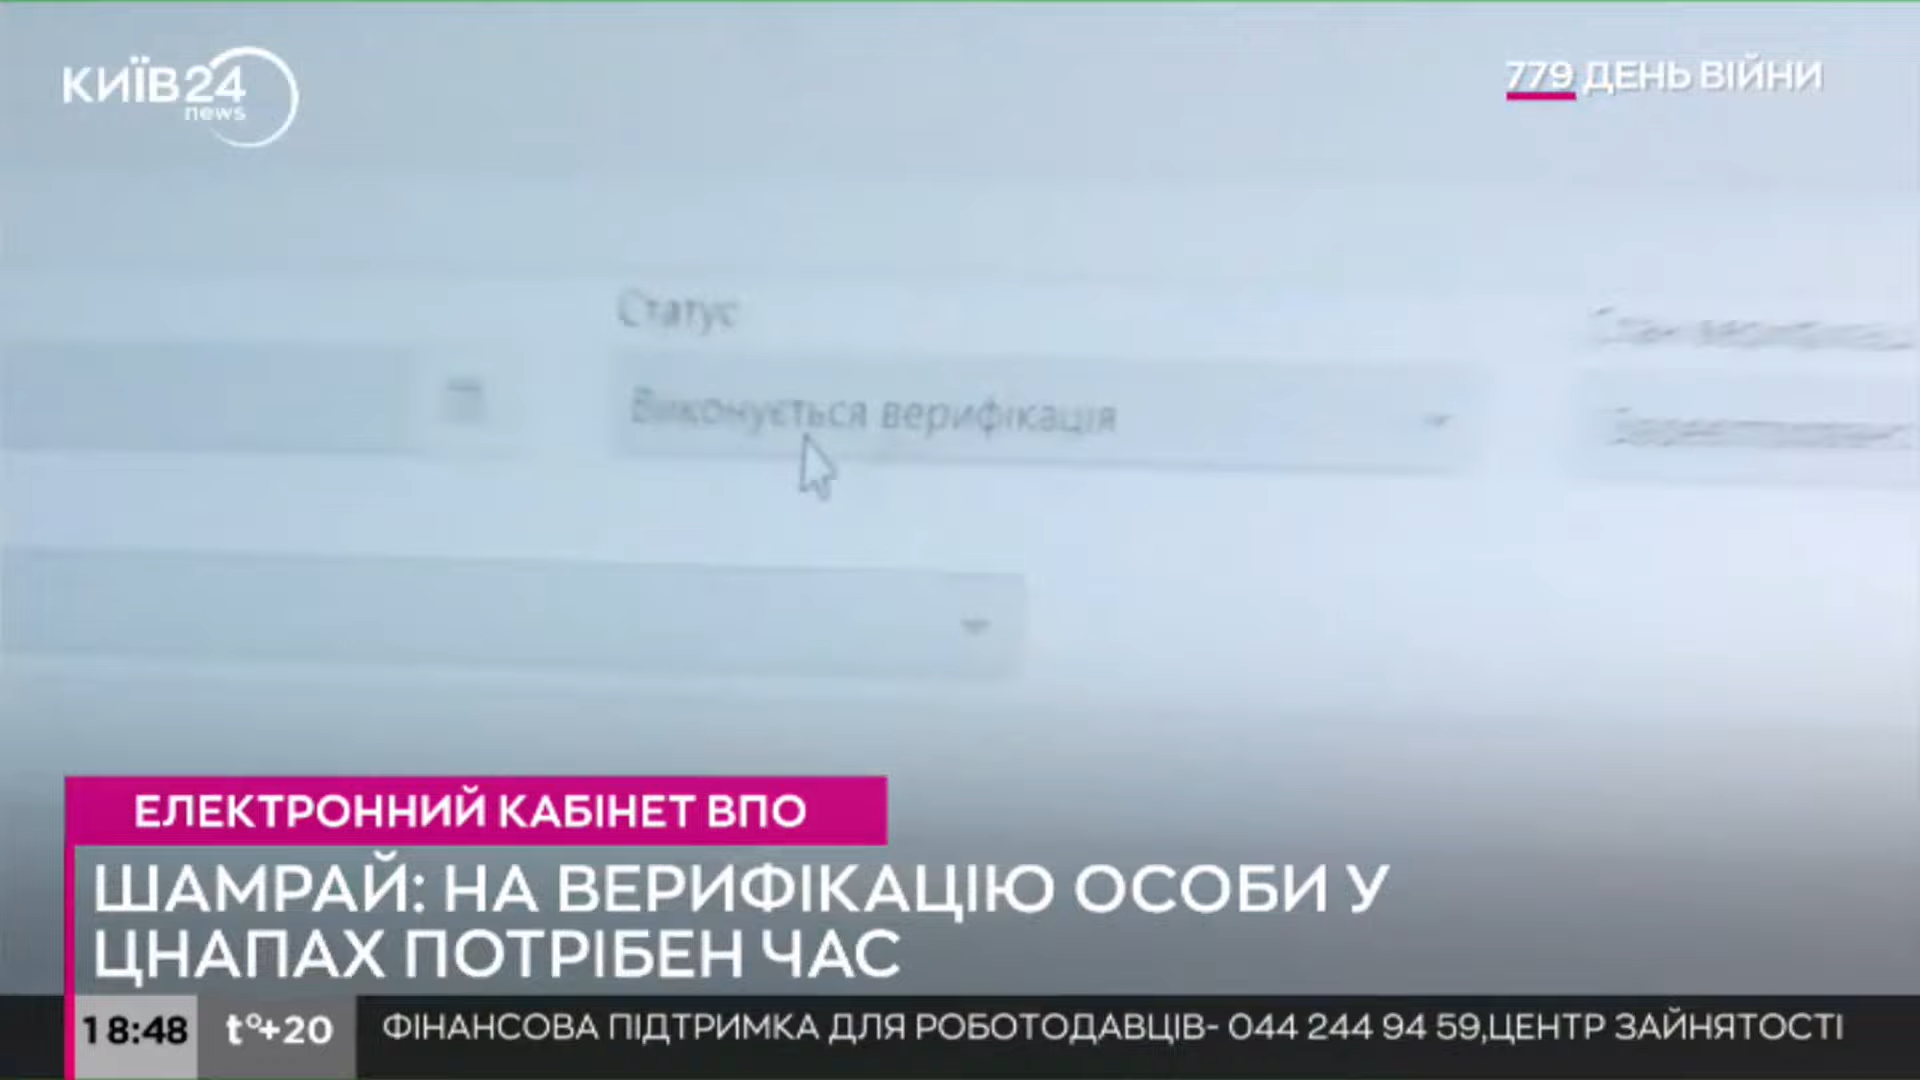 КИЇВ24
news
779 ДЕНЬ ВІЙНИ
Статус
Виконується верифікація
ЕЛЕКТРОННИЙ КАБІНЕТ ВПО
ШАМРАЙ: НА ВЕРИФІКАЦІЮ ОСОБИ У
ЦНАПАХ ПОТРІБЕН ЧАС
18:48
t°+20
ФІНАНСОВА ПІДТРИМКА ДЛЯ РОБОТОДАВЦІВ- 044 244 94 59,ЦЕНТР ЗАЙНЯТОСТІ